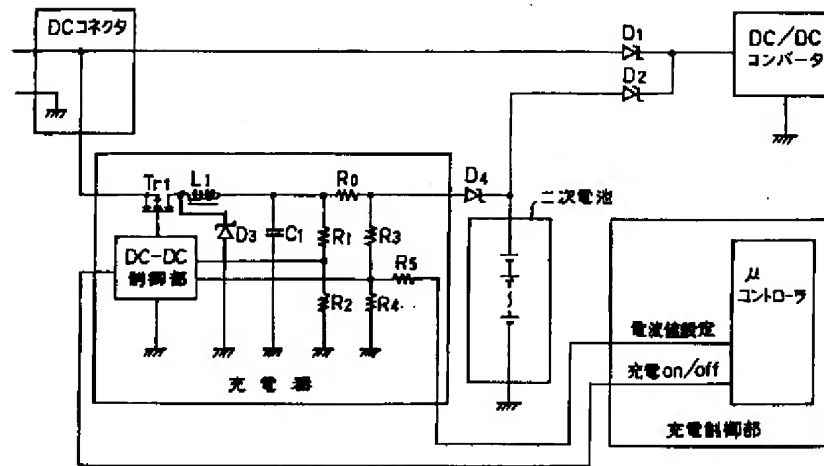 DCコネクタ
D1
D2
DC/DC
コンバータ
Tr1
L1
R0
D4
二次電池
D3
C1
R1
R3
R5
DC-DC
制御部
R2
R4
μ
コントローラ
電流値設定
充電on/off
充電器
充電制御部